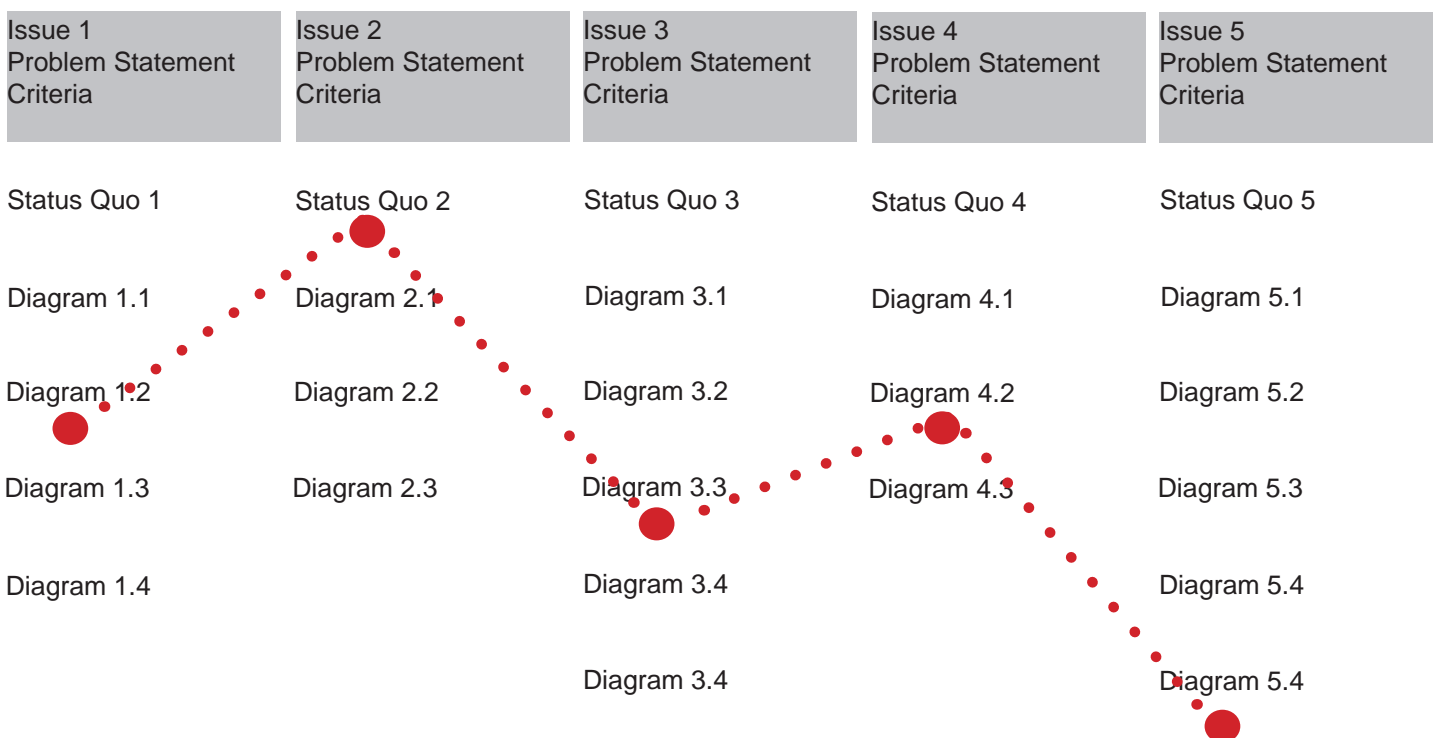 Issue 1
Problem Statement
Criteria
Issue 2
Problem Statement
Criteria
Issue 3
Problem Statement
Criteria
Issue 4
Problem Statement
Criteria
Issue 5
Problem Statement
Criteria
Status Quo 1
Status Quo 2
Status Quo 3
Status Quo 4
Status Quo 5
Diagram 1.1
Diagram 2.1
Diagram 3.1
Diagram 4.1
Diagram 5.1
Diagram 1.2
Diagram 2.2
Diagram 3.2
Diagram 4.2
Diagram 5.2
Diagram 1.3
Diagram 2.3
Diagram 3.3
Diagram 4.3
Diagram 5.3
Diagram 1.4
Diagram 3.4
Diagram 5.4
Diagram 3.4
Diagram 5.4